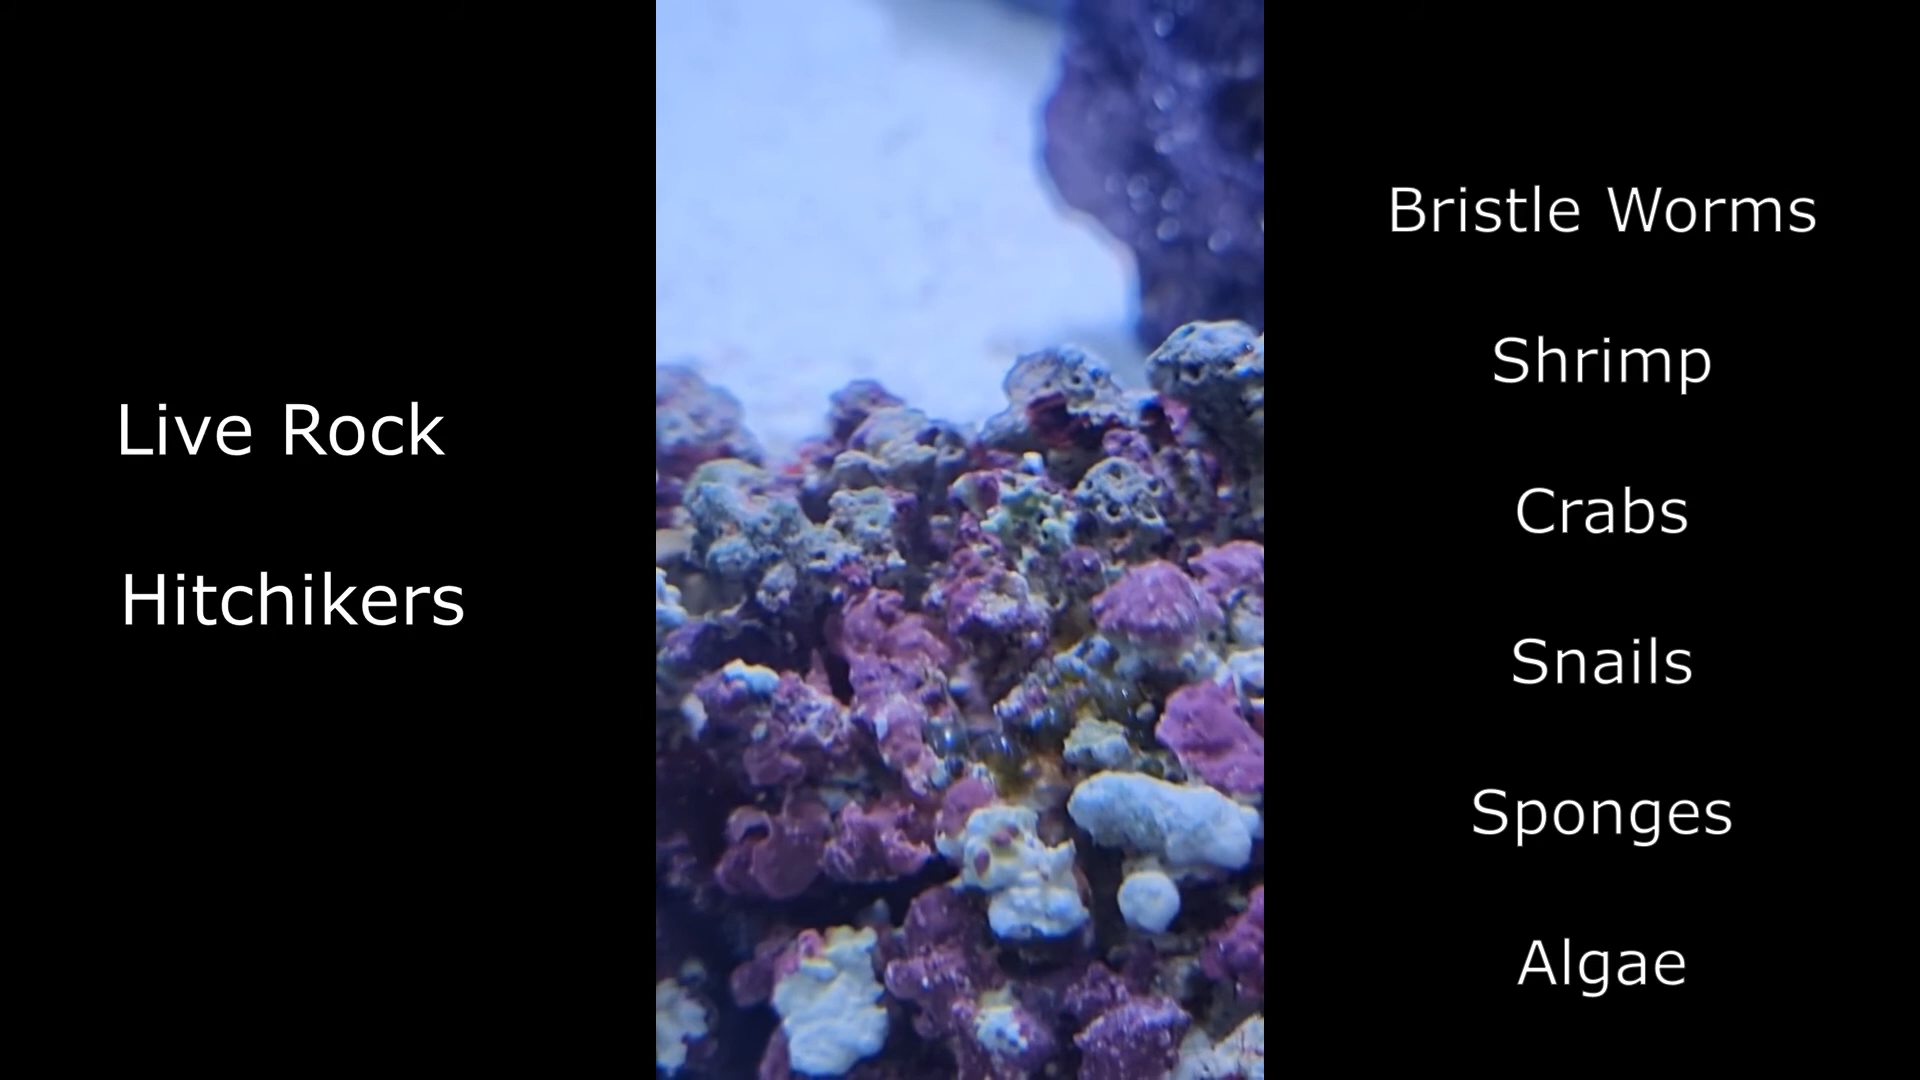 Live Rock
Hitchikers
Bristle Worms
Shrimp
Crabs
Snails
Sponges
Algae